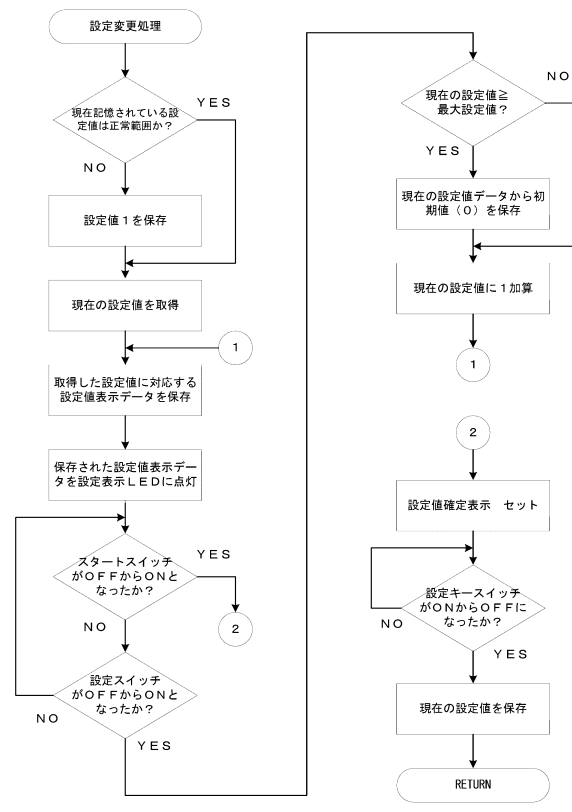 設定変更処理
現在記憶されている設
定値は正常範囲か？
ＹＥＳ
ＮＯ
設定値１を保存
現在の設定値を取得
1
取得した設定値に対応する
設定値表示データを保存
保存された設定値表示デー
タを設定表示ＬＥＤに点灯
スタートスイッチ
がＯＦＦからＯＮと
なったか？
ＹＥＳ
2
ＮＯ
設定スイッチ
がＯＦＦからＯＮと
なったか？
ＮＯ
ＹＥＳ
現在の設定値≧
最大設定値？
ＮＯ
ＹＥＳ
現在の設定値データから初
期値（０）を保存
現在の設定値に１加算
1
2
設定値確定表示　セット
設定キースイッチ
がＯＮからＯＦＦに
なったか？
ＮＯ
ＹＥＳ
現在の設定値を保存
RETURN